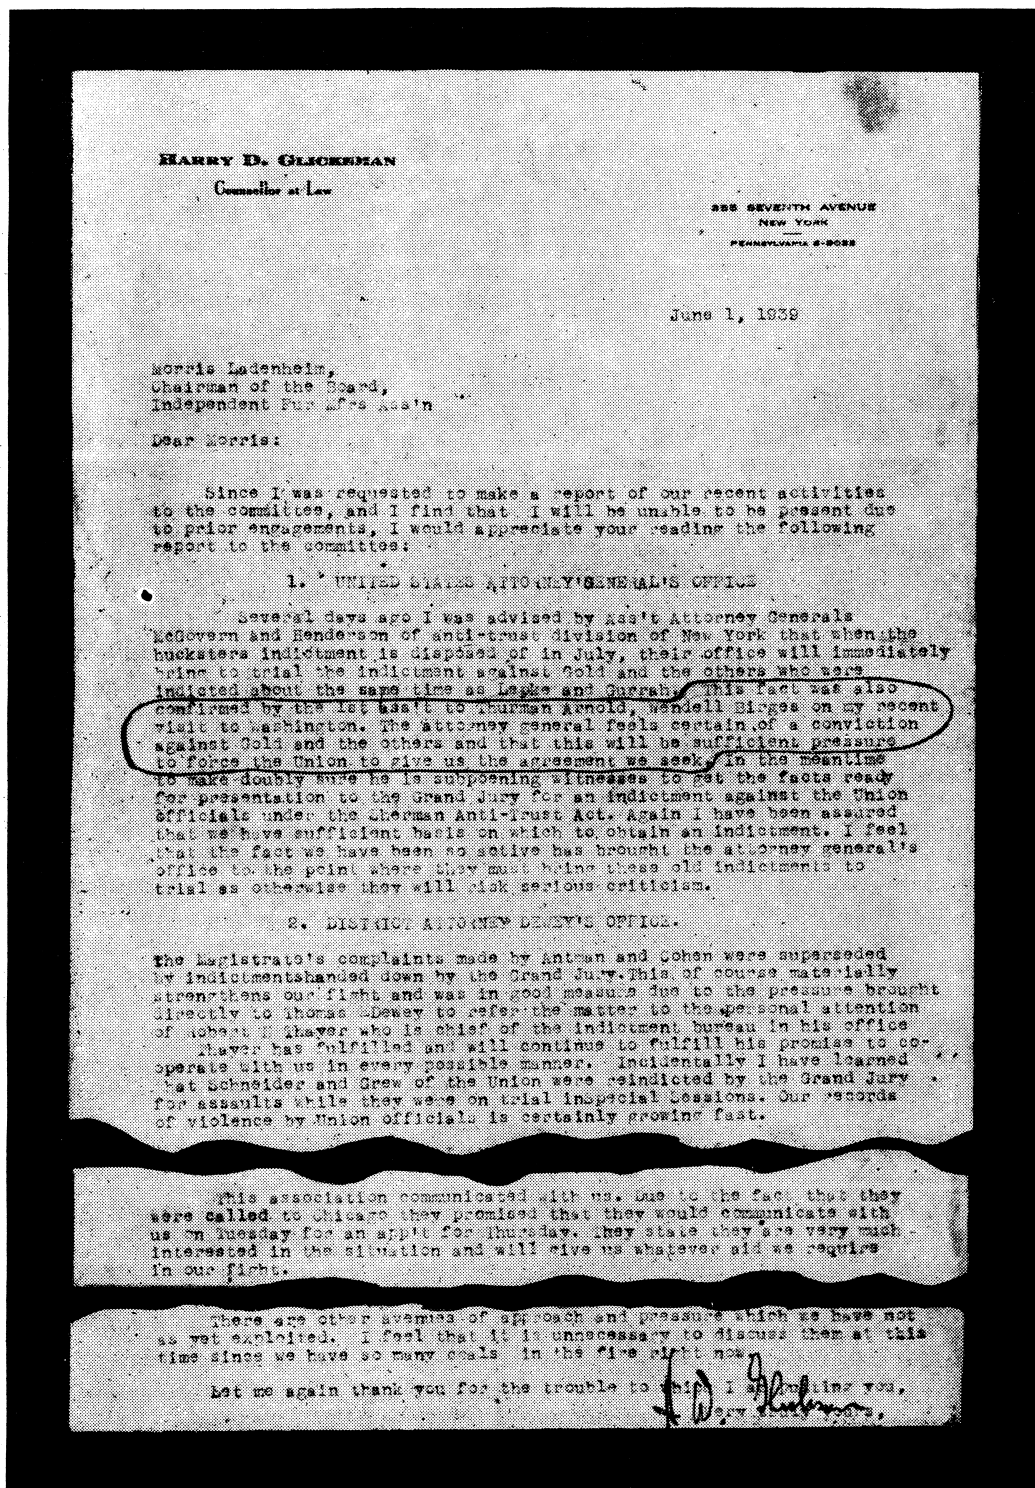 HARRY D. GLICKSMAN
Counsellor at Law
SEVENTH AVENUE
NEW YORK
PENNSYLVANIA
June 1, 1939
Morris Ladenheim,
Chairman of the Board,
Independent Fur Mfrs Ass'n
Dear Morris:
Since I was requested to make a report of our recent activities
to the committee, and I find that I will be unable to be present due
to prior engagements, I would appreciate your reading the following
report to the committee:
1. UNITED STATES ATTORNEY'GENERAL'S OFFICE
Several days ago I was advised by Ass't Attorney Generals
McGovern and Henderson of anti-trust division of New York that when the
hucksters indictment is disposed of in July, their office will immediately
bring to trial the indictment against Gold and the others who were
indicted about the same time as Lepke and Gurrah. This fact was also
confirmed by the 1st ass't to Thurman Arnold, Wendell Birges on my recent
visit to Washington. The attorney general feels certain of a conviction
against Gold and the others and that this will be sufficient pressure
to force the Union to give us the agreement we seek. In the meantime
to make doubly sure he is subpoening witnesses to get the facts ready
for presentation to the Grand Jury for an indictment against the Union
officials under the Sherman Anti-Trust Act. Again I have been assured
that we have sufficient basis on which to obtain an indictment. I feel
that the fact we have been so active has brought the attorney general's
office to the point where they must bring these old indictments to
trial as otherwise they will risk serious criticism.
2. DISTRICT ATTORNEY DEWEY'S OFFICE.
The Magistrate's complaints made by Antman and Cohen were superseded
by indictmentshanded down by the Grand Jury.This of course materially
strengthens our fight and was in good measure due to the pressure brought
directly to Thomas E Dewey to refer the matter to the personal attention
of Robert Thayer who is chief of the indictment bureau in his office
Thayer has fulfilled and will continue to fulfill his promise to co-
operate with us in every possible manner. Incidentally I have learned
that Schneider and Grew of the Union were reindicted by the Grand Jury
for assaults while they were on trial inSpecial Sessions. Our records
of violence by Union officials is certainly growing fast.
This association communicated with us. Due to the fact that they
were called to Chicago they promised that they would communicate with
us on Tuesday for an app't for Thursday. They state they are very much
interested in the situation and will give us whatever aid we require
in our fight.
There are other avenues of approach and pressure which we have not
as yet exploited. I feel that it is unnecessary to discuss them at this
time since we have so many coals in the fire right now.
Let me again thank you for the trouble to which I am putting you,
Very truly yours,